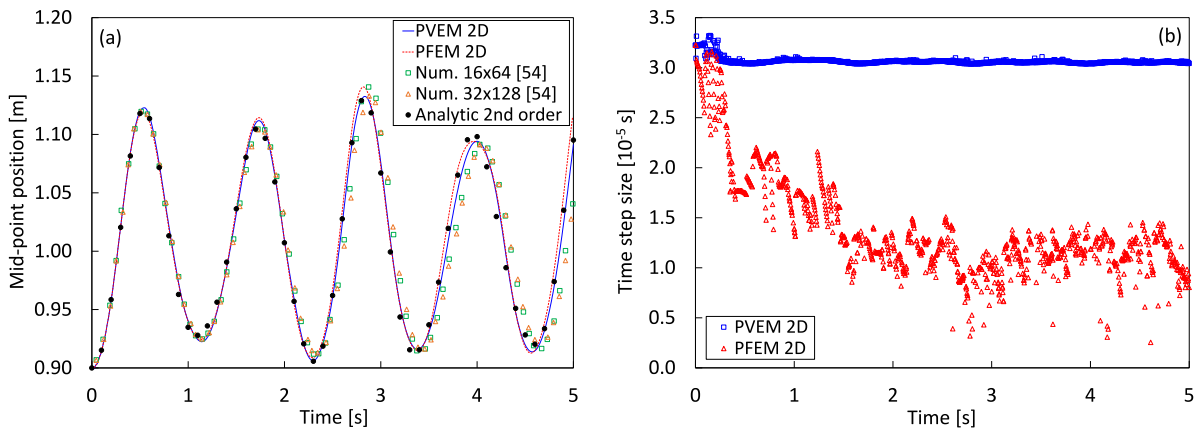 (a)
PVEM 2D
PFEM 2D
Num. 16x64 [54]
Num. 32x128 [54]
Analytic 2nd order
1.20
1.15
1.10
1.05
1.00
0.95
0.90
Mid-point position [m]
0 1 2 3 4 5
Time [s]
(b)
3.5
3.0
2.5
2.0
1.5
1.0
0.5
0.0
Time step size [10⁻⁵ s]
PVEM 2D
PFEM 2D
0 1 2 3 4 5
Time [s]